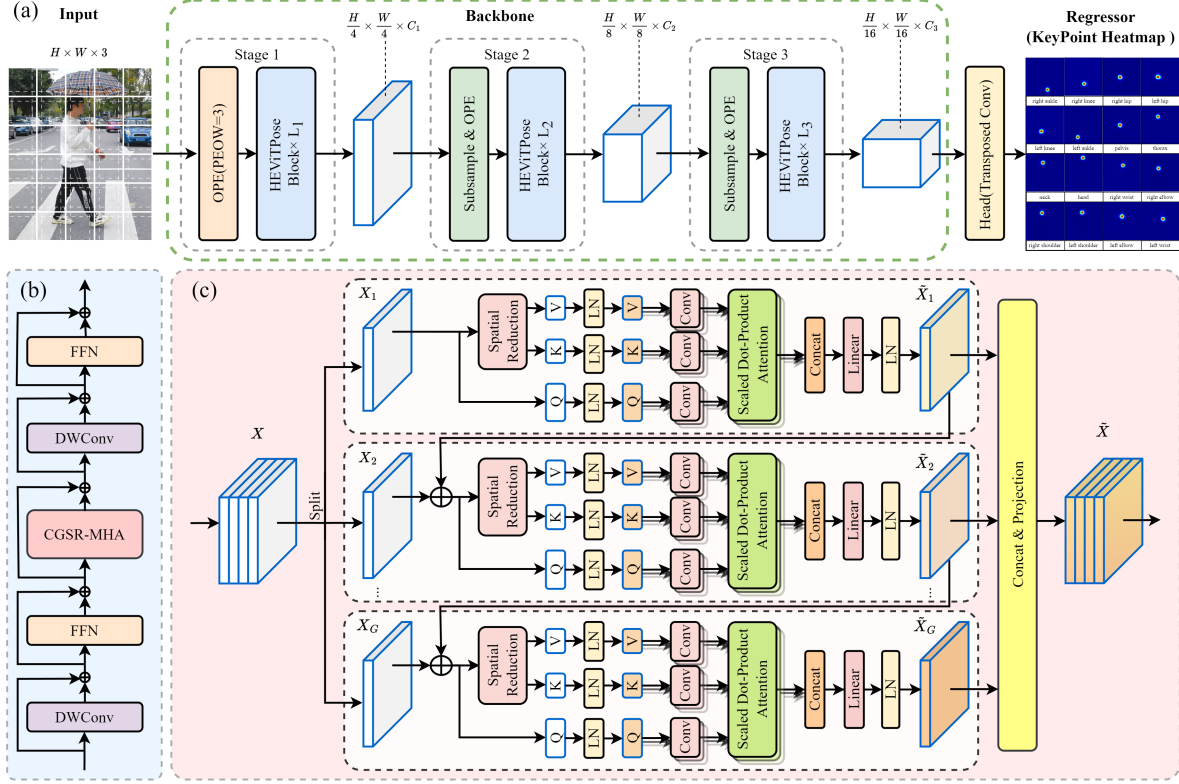 (a)
Input
H × W × 3
Backbone
H/4 × W/4 × C₁
H/8 × W/8 × C₂
H/16 × W/16 × C₃
Regressor
(KeyPoint Heatmap )
Stage 1
Stage 2
Stage 3
OPE(PEOW=3)
HEViTPose
Block× L₁
Subsample & OPE
HEViTPose
Block× L₂
Subsample & OPE
HEViTPose
Block× L₃
Head(Transposed Conv)
right ankle
right knee
right hip
left hip
left knee
left ankle
pelvis
thorax
neck
head
right wrist
right elbow
right shoulder
left shoulder
left elbow
left wrist
(b)
FFN
DWConv
CGSR-MHA
FFN
DWConv
(c)
X
Split
X₁
Spatial
Reduction
V
LN
V
Conv
K
LN
K
Conv
Q
LN
Q
Conv
Scaled Dot-Product
Attention
Concat
Linear
LN
X̃₁
X₂
Spatial
Reduction
V
LN
V
Conv
K
LN
K
Conv
Q
LN
Q
Conv
Scaled Dot-Product
Attention
Concat
Linear
LN
X̃₂
...
...
X_G
Spatial
Reduction
V
LN
V
Conv
K
LN
K
Conv
Q
LN
Q
Conv
Scaled Dot-Product
Attention
Concat
Linear
LN
X̃_G
Concat & Projection
X̃